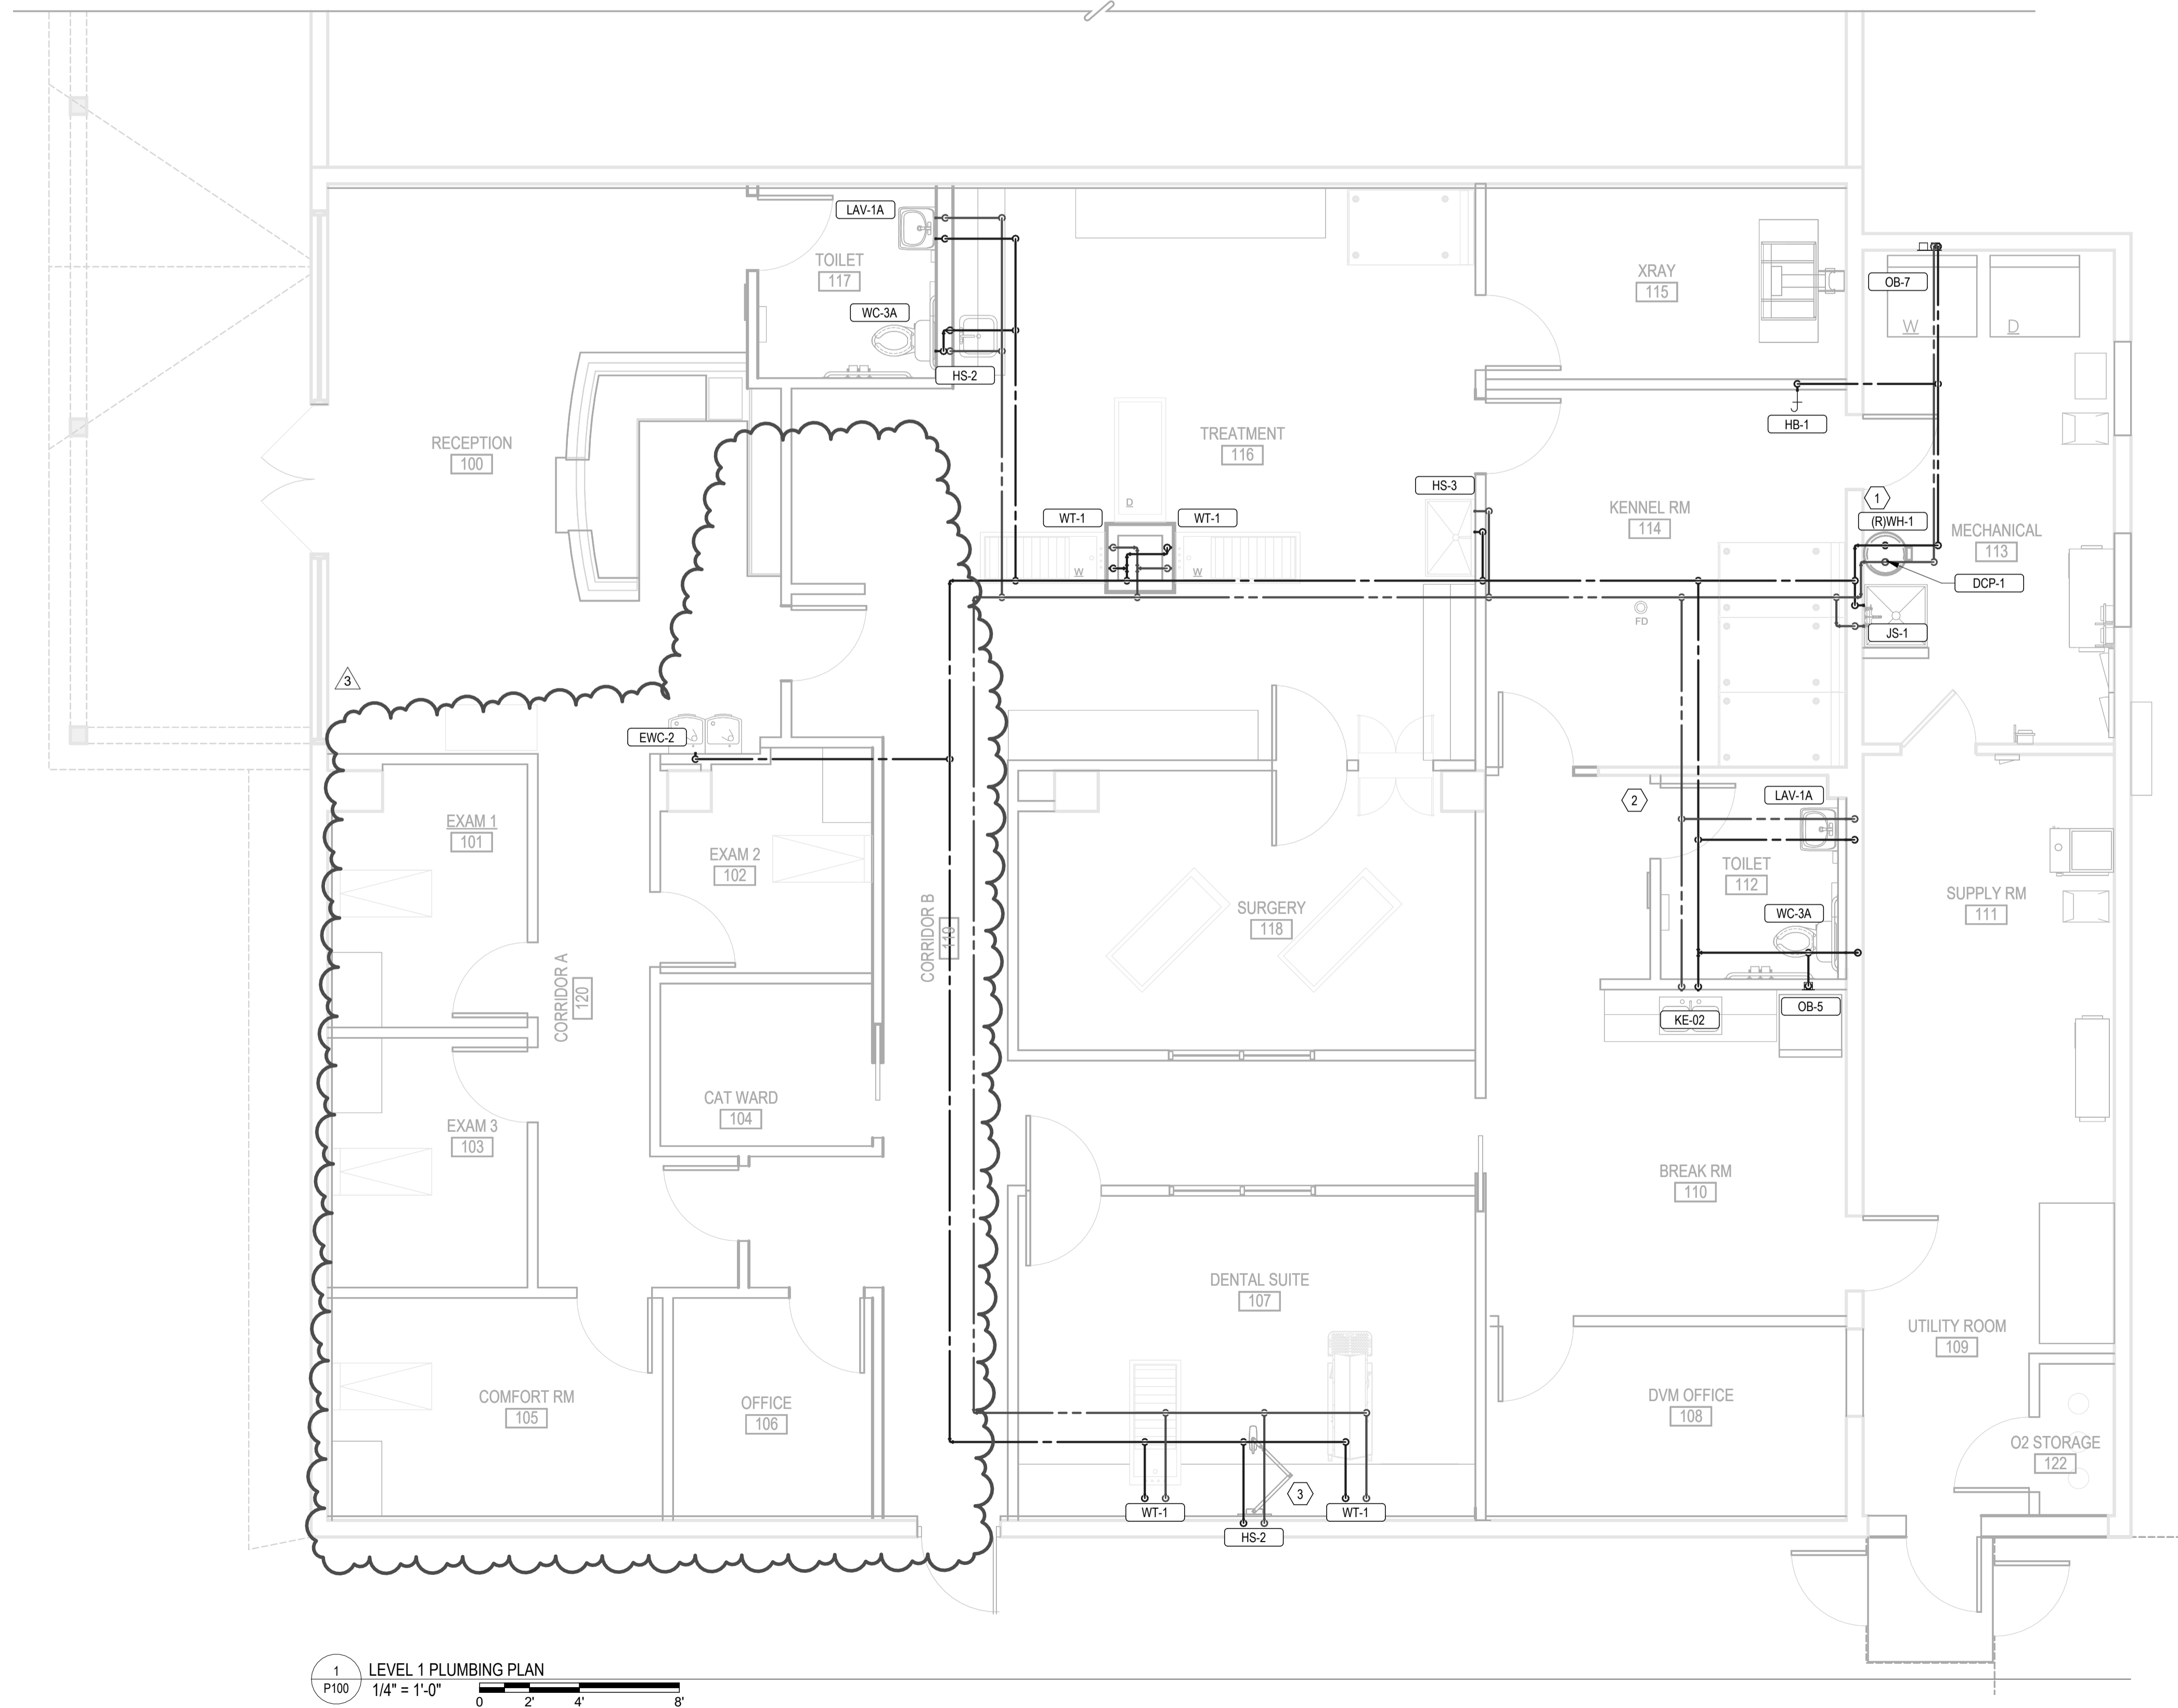 LAV-1A
TOILET
117
WC-3A
HS-2
XRAY
115
OB-7
W
D
HB-1
RECEPTION
100
TREATMENT
116
D
HS-3
WT-1
WT-1
W
W
KENNEL RM
114
1
(R)WH-1
MECHANICAL
113
DCP-1
FD
JS-1
3
EWC-2
EXAM 1
101
EXAM 2
102
2
LAV-1A
TOILET
112
WC-3A
SUPPLY RM
111
SURGERY
118
CORRIDOR B
119
CORRIDOR A
120
KE-02
OB-5
CAT WARD
104
EXAM 3
103
BREAK RM
110
DENTAL SUITE
107
UTILITY ROOM
109
COMFORT RM
105
OFFICE
106
DVM OFFICE
108
O2 STORAGE
122
3
WT-1
WT-1
HS-2
1
P100
LEVEL 1 PLUMBING PLAN
1/4" = 1'-0"
0 2' 4' 8'